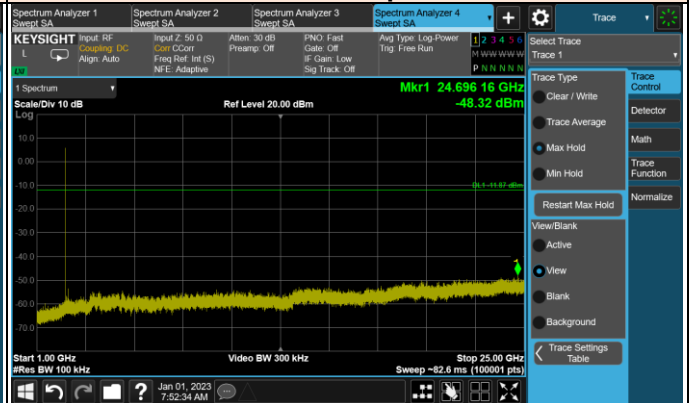 Spectrum Analyzer 1
Swept SA
Spectrum Analyzer 2
Swept SA
Spectrum Analyzer 3
Swept SA
Spectrum Analyzer 4
Swept SA
+
Trace
KEYSIGHT
L
Input: RF
Coupling: DC
Align: Auto
Input Z: 50 Ω
Corr CCorr
Freq Ref: Int (S)
NFE: Adaptive
Atten: 30 dB
Preamp: Off
PNO: Fast
Gate: Off
IF Gain: Low
Sig Track: Off
Avg Type: Log-Power
Trig: Free Run
1 2 3 4 5 6
M W W W W W
P N N N N N
Select Trace
Trace 1
1 Spectrum
Mkr1 24.696 16 GHz
Scale/Div 10 dB
Ref Level 20.00 dBm
-48.32 dBm
Log
10.0
0.00
-10.0
-20.0
-30.0
-40.0
-50.0
-60.0
-70.0
DL1 -11.87 dBm
1
Start 1.00 GHz
Video BW 300 kHz
Stop 25.00 GHz
#Res BW 100 kHz
Sweep ~82.6 ms (100001 pts)
Trace Type
Clear / Write
Trace Average
Max Hold
Min Hold
Restart Max Hold
View/Blank
Active
View
Blank
Background
Trace Settings
Table
Trace
Control
Detector
Math
Trace
Function
Normalize
?
Jan 01, 2023
7:52:34 AM